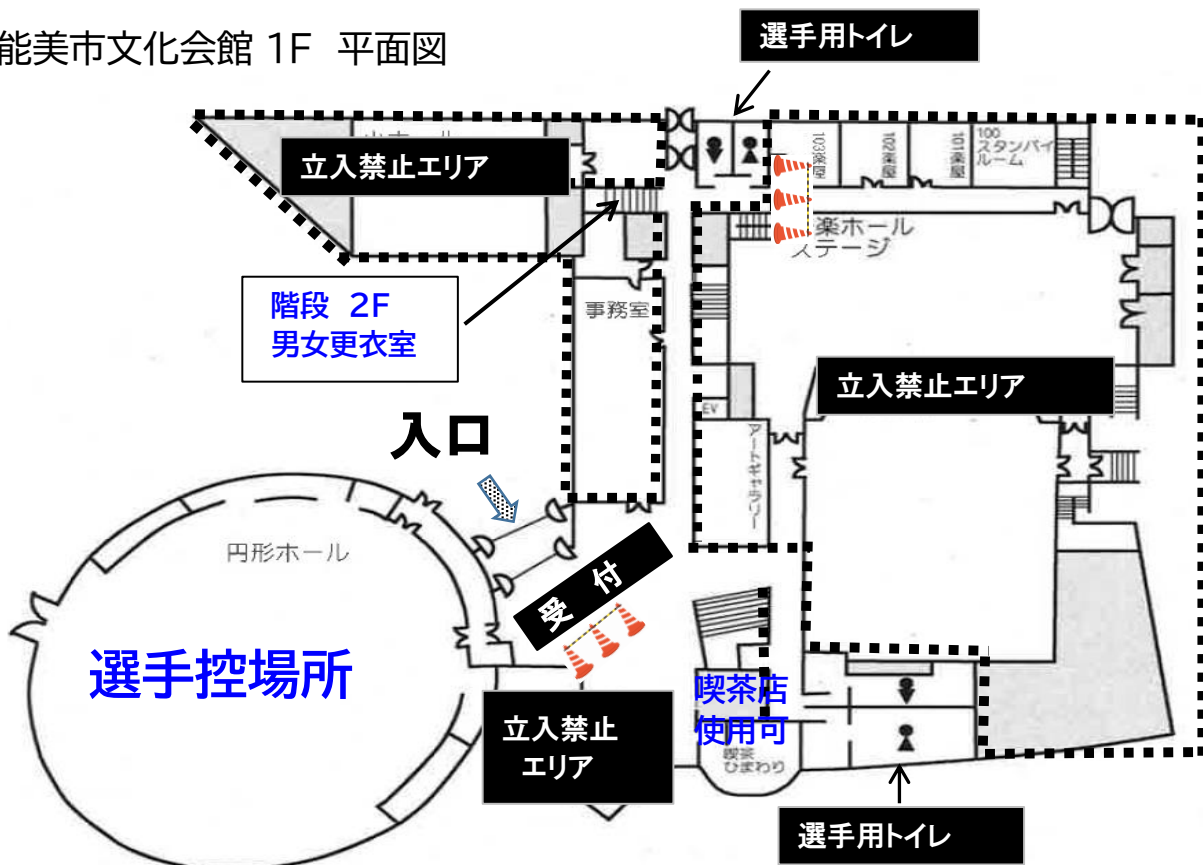 能美市文化会館 1F 平面図
選手用トイレ
立入禁止エリア
103楽屋
102楽屋
101楽屋
100
スタンバイ
ルーム
楽ホール
ステージ
階段 2F
男女更衣室
事務室
立入禁止エリア
EV
アートギャラリー
入口
円形ホール
受付
選手控場所
喫茶店
使用可
立入禁止
エリア
喫茶
ひまわり
選手用トイレ